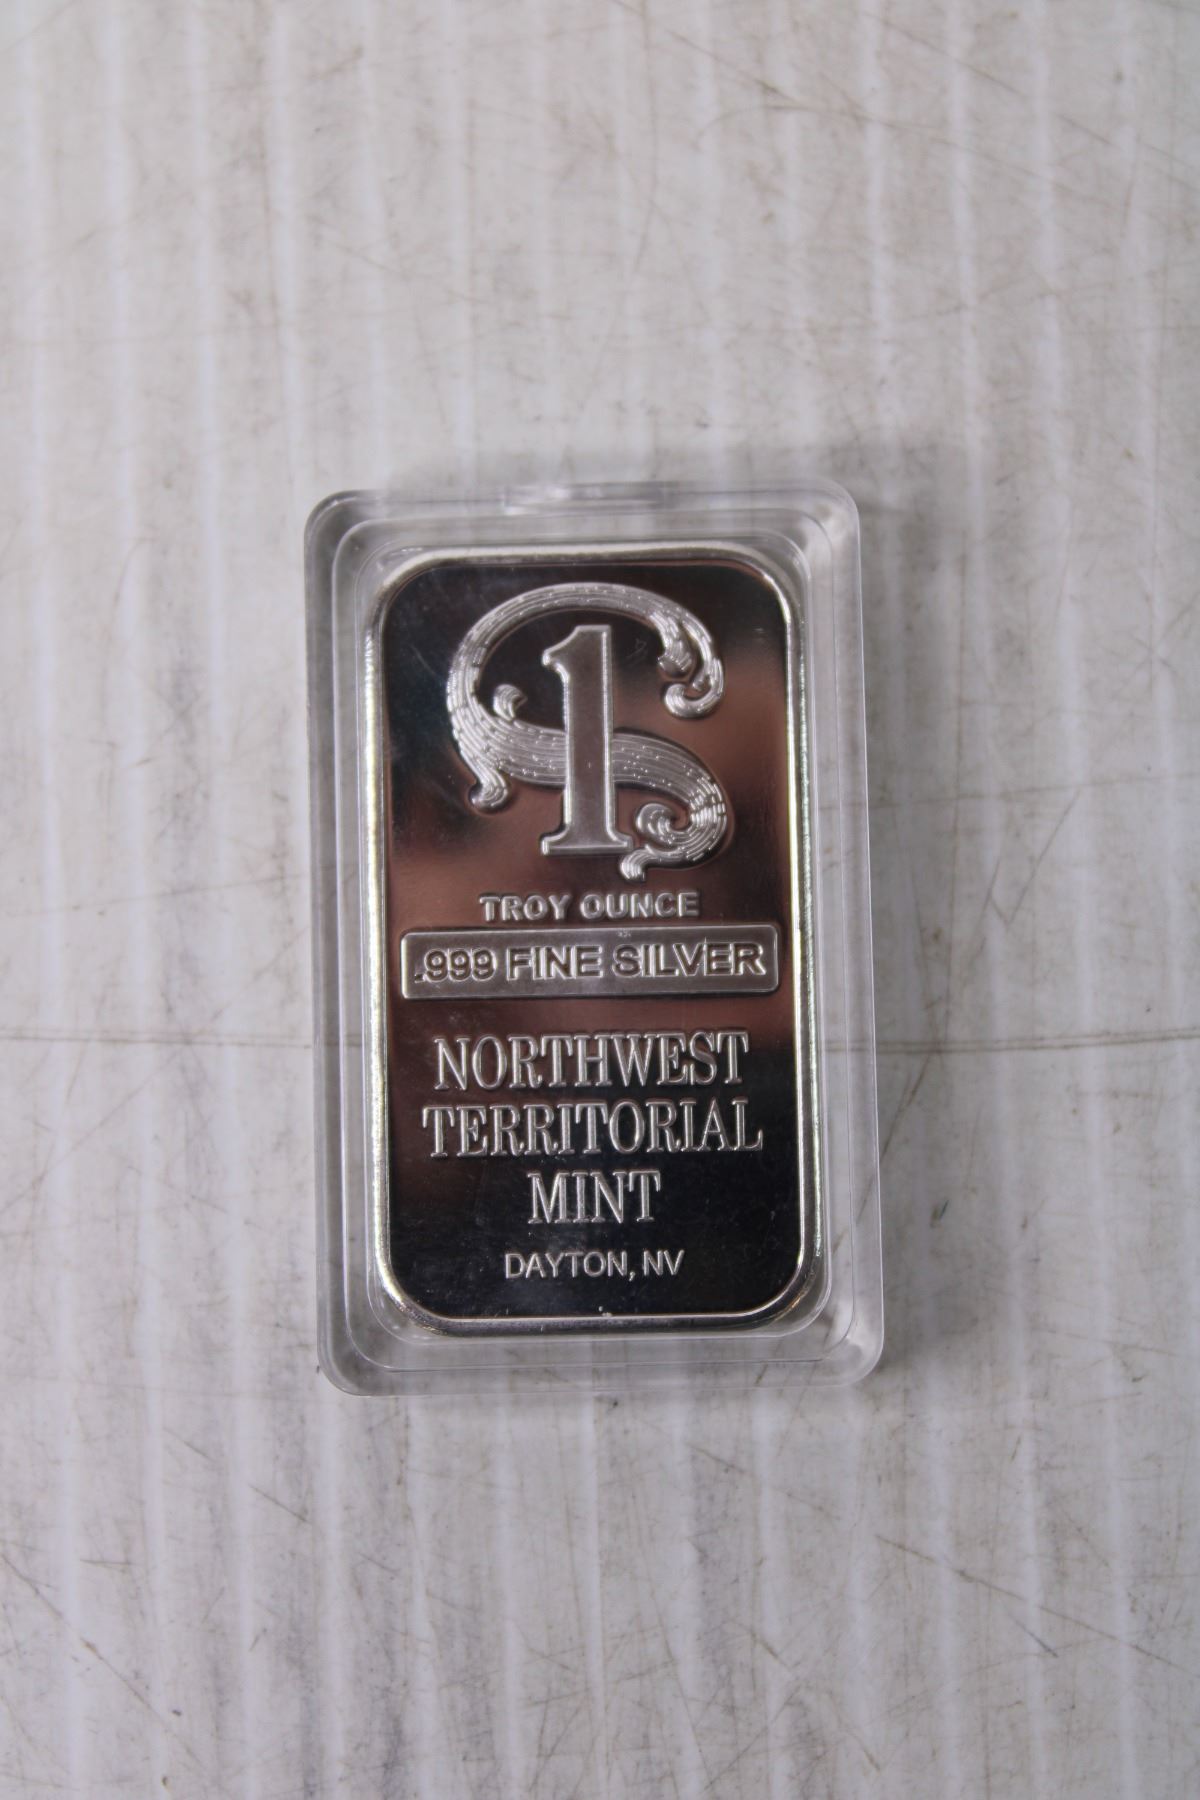 1
TROY OUNCE
.999 FINE SILVER
NORTHWEST
TERRITORIAL
MINT
DAYTON, NV